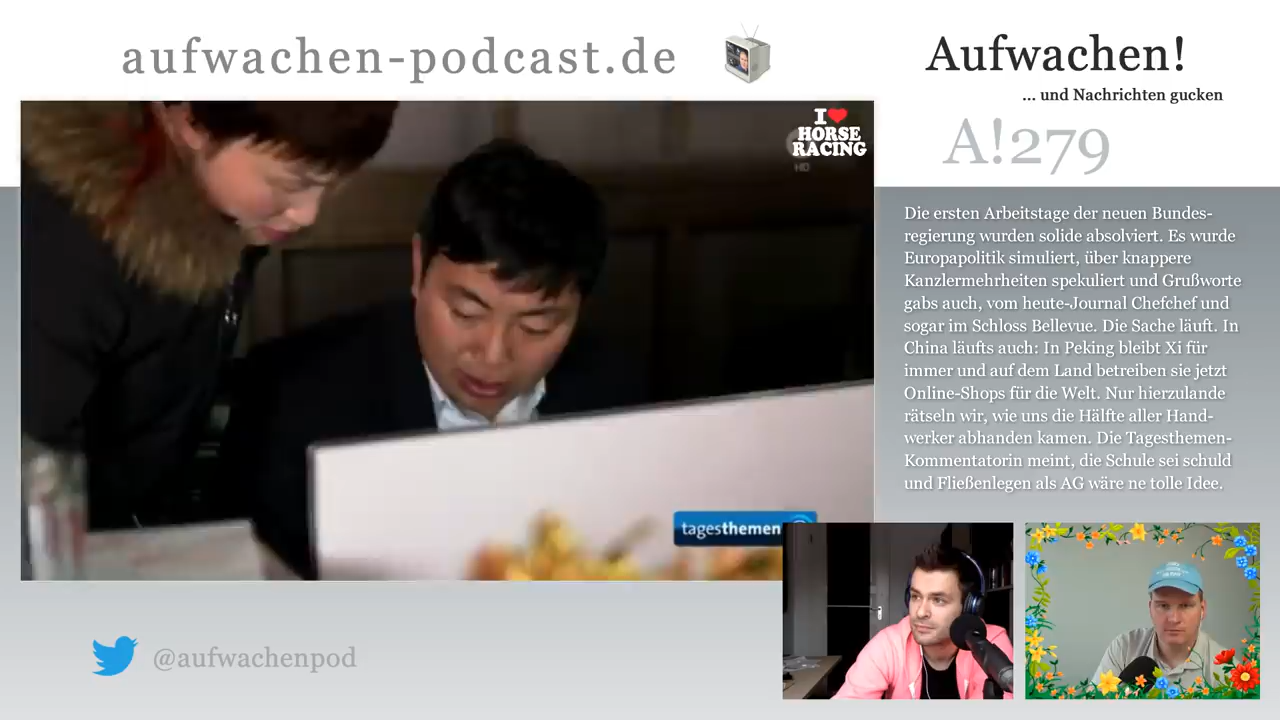 aufwachen-podcast.de
Aufwachen!
... und Nachrichten gucken
A!279
I
HORSE
RACING
HD
Die ersten Arbeitstage der neuen Bundes-
regierung wurden solide absolviert. Es wurde
Europapolitik simuliert, über knappere
Kanzlermehrheiten spekuliert und Grußworte
gabs auch, vom heute-Journal Chefchef und
sogar im Schloss Bellevue. Die Sache läuft. In
China läufts auch: In Peking bleibt Xi für
immer und auf dem Land betreiben sie jetzt
Online-Shops für die Welt. Nur hierzulande
rätseln wir, wie uns die Hälfte aller Hand-
werker abhanden kamen. Die Tagesthemen-
Kommentatorin meint, die Schule sei schuld
und Fließenlegen als AG wäre ne tolle Idee.
tagesthemen
@aufwachenpod